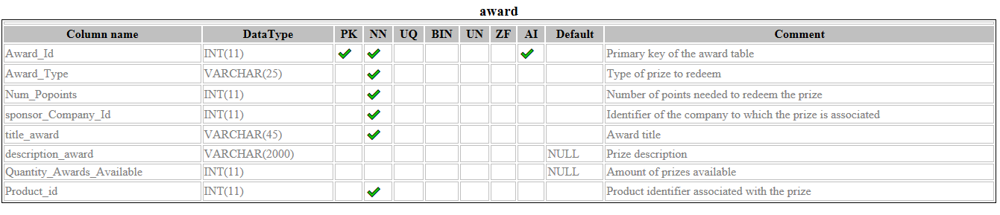 award
Column name DataType PK NN UQ BIN UN ZF AI Default Comment
Award_Id INT(11) Primary key of the award table
Award_Type VARCHAR(25) Type of prize to redeem
Num_Popoints INT(11) Number of points needed to redeem the prize
sponsor_Company_Id INT(11) Identifier of the company to which the prize is associated
title_award VARCHAR(45) Award title
description_award VARCHAR(2000) NULL Prize description
Quantity_Awards_Available INT(11) NULL Amount of prizes available
Product_id INT(11) Product identifier associated with the prize